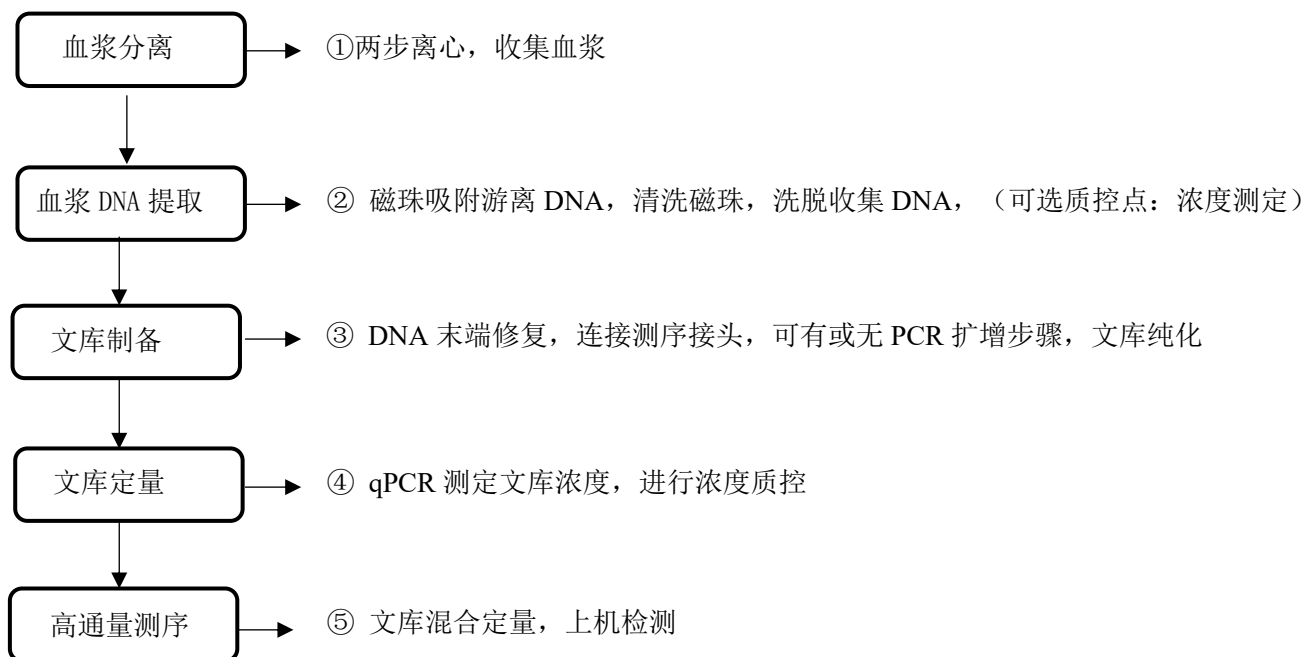 血浆分离
①两步离心，收集血浆
血浆 DNA 提取
② 磁珠吸附游离 DNA，清洗磁珠，洗脱收集 DNA，（可选质控点：浓度测定）
文库制备
③ DNA 末端修复，连接测序接头，可有或无 PCR 扩增步骤，文库纯化
文库定量
④ qPCR 测定文库浓度，进行浓度质控
高通量测序
⑤ 文库混合定量，上机检测